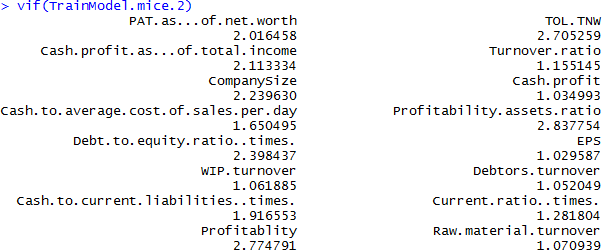 > vif(TrainModel.mice.2)
PAT.as...of.net.worth TOL.TNW
2.016458 2.705259
Cash.profit.as...of.total.income Turnover.ratio
2.113334 1.155145
CompanySize Cash.profit
2.239630 1.034993
Cash.to.average.cost.of.sales.per.day Profitability.assets.ratio
1.650495 2.837754
Debt.to.equity.ratio..times. EPS
2.398437 1.029587
WIP.turnover Debtors.turnover
1.061885 1.052049
Cash.to.current.liabilities..times. Current.ratio..times.
1.916553 1.281804
Profitablity Raw.material.turnover
2.774791 1.070939